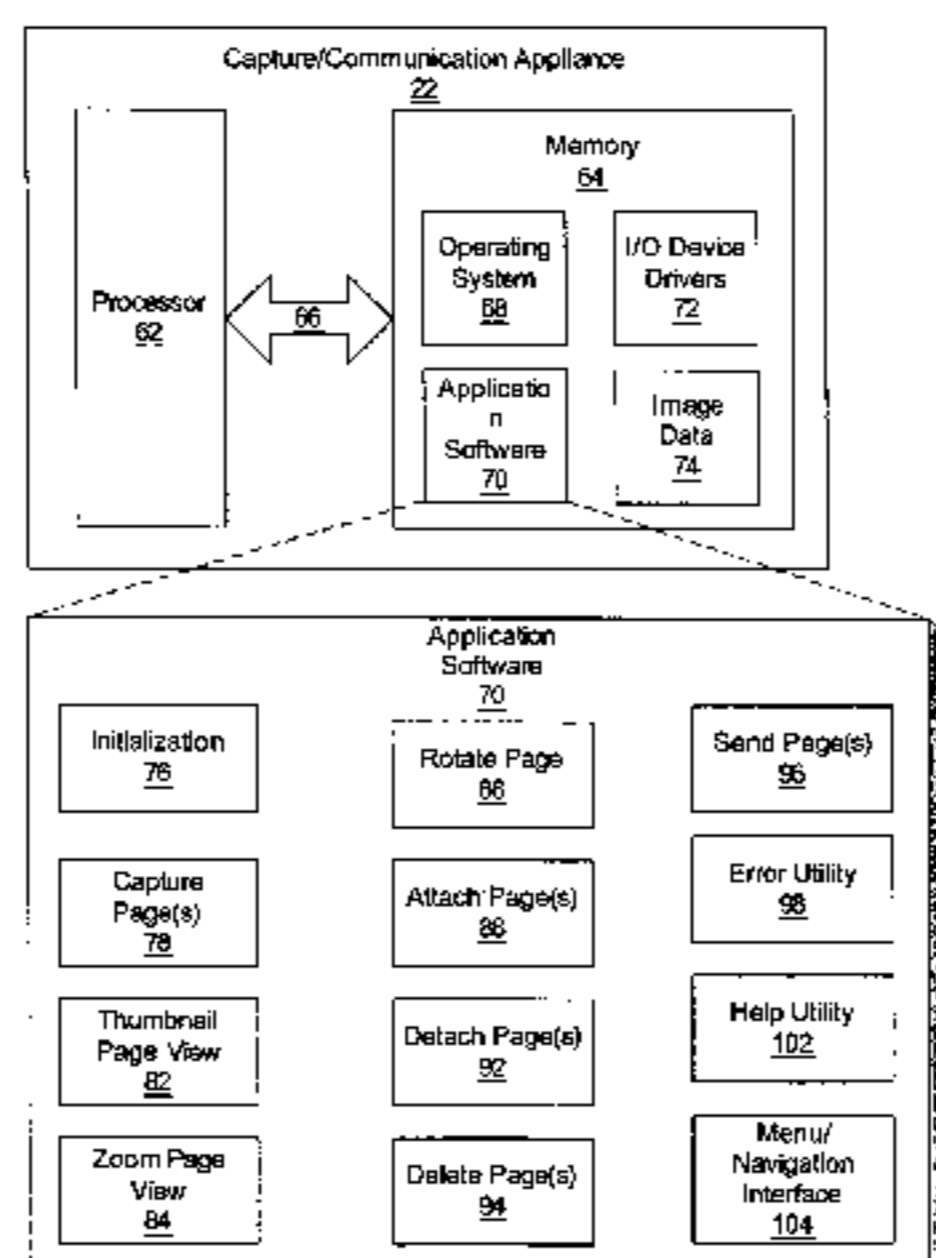 Capture/Communication Appliance
22
Processor
62
66
Memory
64
Operating
System
68
I/O Device
Drivers
72
Applicatio
n
Software
70
Image
Data
74
Application
Software
70
Initialization
76
Rotate Page
86
Send Page(s)
96
Capture
Page(s)
78
Attach Page(s)
88
Error Utility
98
Thumbnail
Page View
82
Detach Page(s)
92
Help Utility
102
Zoom Page
View
84
Delete Page(s)
94
Menu/
Navigation
Interface
104